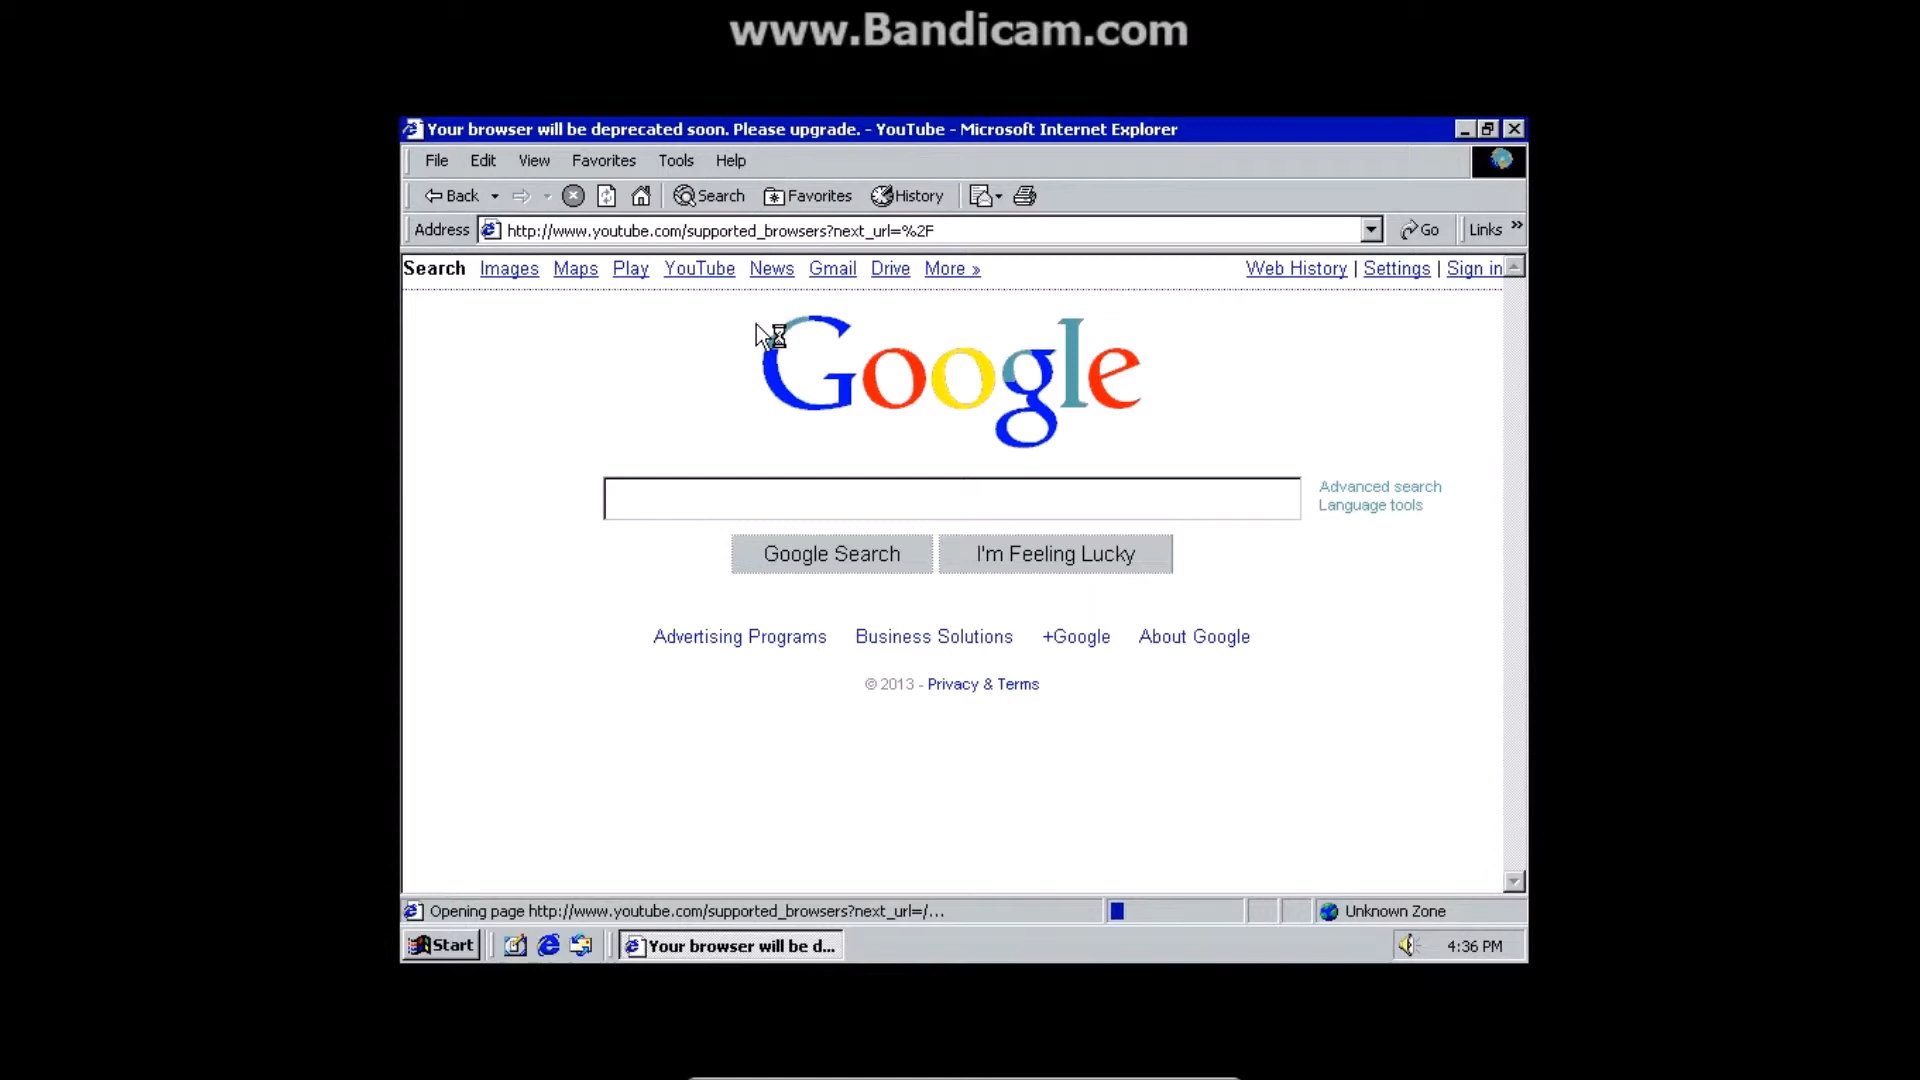 www.Bandicam.com
Your browser will be deprecated soon. Please upgrade. - YouTube - Microsoft Internet Explorer
File Edit View Favorites Tools Help
Back Search Favorites History
Address http://www.youtube.com/supported_browsers?next_url=%2F Go Links »
Search Images Maps Play YouTube News Gmail Drive More » Web History | Settings | Sign in
Google
Advanced search
Language tools
Google Search I'm Feeling Lucky
Advertising Programs Business Solutions +Google About Google
© 2013 - Privacy & Terms
Opening page http://www.youtube.com/supported_browsers?next_url=/... Unknown Zone
Start Your browser will be d... 4:36 PM